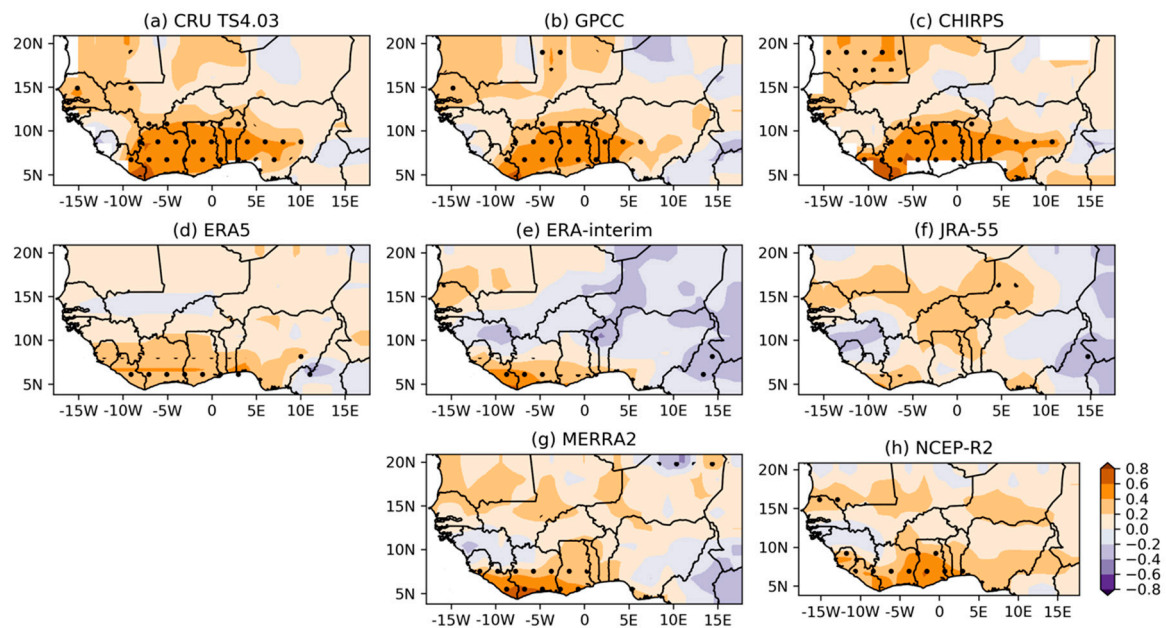 (a) CRU TS4.03
(b) GPCC
(c) CHIRPS
20N
15N
10N
5N
-15W -10W -5W 0 5E 10E 15E
20N
15N
10N
5N
-15W -10W -5W 0 5E 10E 15E
20N
15N
10N
5N
-15W -10W -5W 0 5E 10E 15E
(d) ERA5
(e) ERA-interim
(f) JRA-55
20N
15N
10N
5N
-15W -10W -5W 0 5E 10E 15E
20N
15N
10N
5N
-15W -10W -5W 0 5E 10E 15E
20N
15N
10N
5N
-15W -10W -5W 0 5E 10E 15E
(g) MERRA2
(h) NCEP-R2
20N
15N
10N
5N
-15W -10W -5W 0 5E 10E 15E
20N
15N
10N
5N
-15W -10W -5W 0 5E 10E 15E
0.8
0.6
0.4
0.2
0.0
−0.2
−0.4
−0.6
−0.8